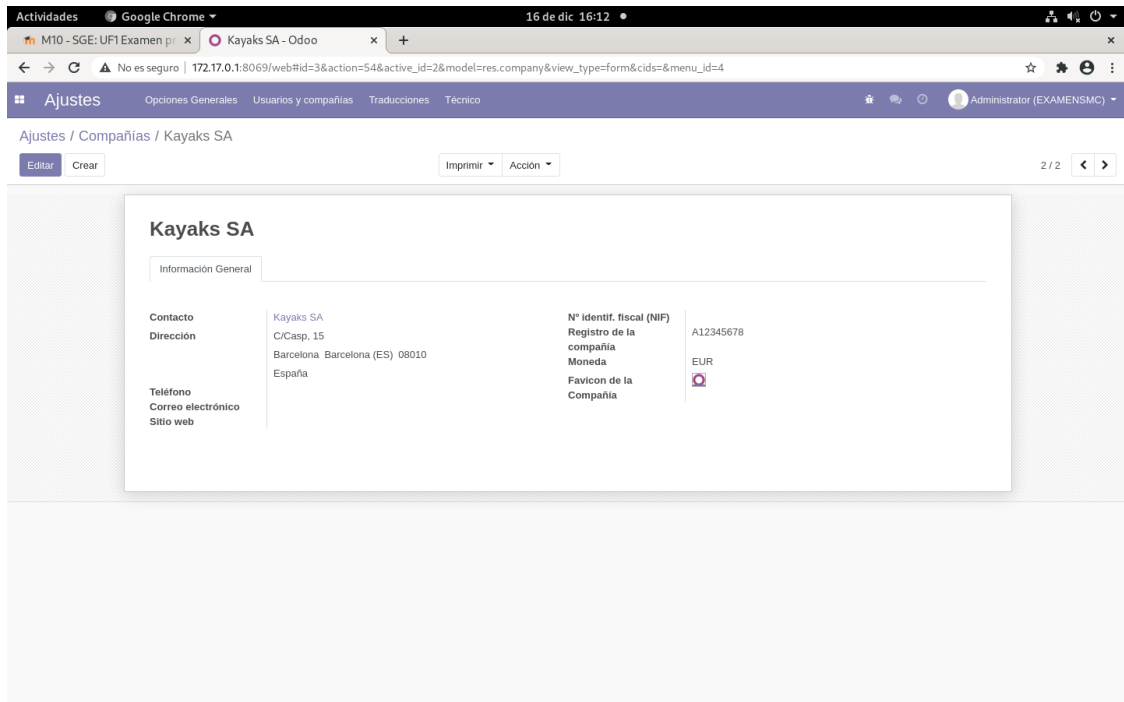 Actividades Google Chrome 16 de dic 16:12
M10 - SGE: UF1 Examen pr Kayaks SA - Odoo
No es seguro 172.17.0.1:8069/web#id=3&action=54&active_id=2&model=res.company&view_type=form&cids=&menu_id=4
Ajustes Opciones Generales Usuarios y compañías Traducciones Técnico Administrator (EXAMENSMC)
Ajustes / Compañías / Kayaks SA
Editar Crear Imprimir Acción 2 / 2
Kayaks SA
Información General
Contacto Kayaks SA
Dirección C/Casp, 15
Barcelona Barcelona (ES) 08010
España
Teléfono
Correo electrónico
Sitio web
Nº identif. fiscal (NIF)
Registro de la A12345678
compañía
Moneda EUR
Favicon de la
Compañía